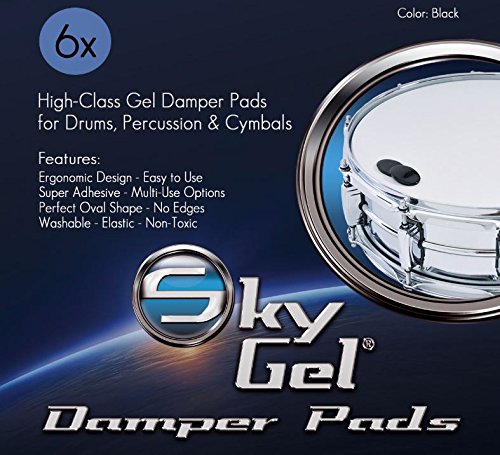 6x
Color: Black
High-Class Gel Damper Pads
for Drums, Percussion & Cymbals
Features:
Ergonomic Design - Easy to Use
Super Adhesive - Multi-Use Options
Perfect Oval Shape - No Edges
Washable - Elastic - Non-Toxic
Sky
Gel®
Damper Pads